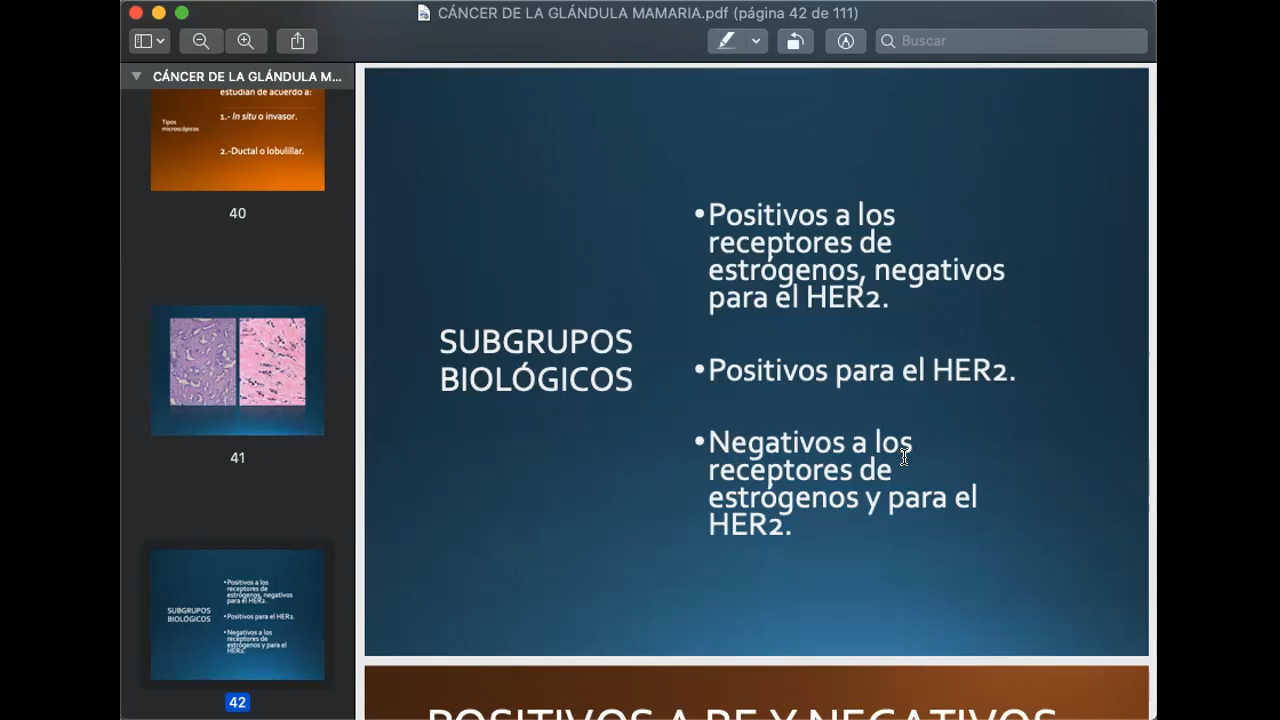 CÁNCER DE LA GLÁNDULA MAMARIA.pdf (página 42 de 111)
Buscar
CÁNCER DE LA GLÁNDULA M...
estudian de acuerdo a:
Tipos
microscópicos
1.- In situo invasor.
2.-Ductal o lobulillar.
40
41
SUBGRUPOS
BIOLÓGICOS
•Positivos a los
receptores de
estrógenos, negativos
para el HER2.
•Positivos para el HER2.
•Negativos a los
receptores de
estrógenos y para el
HER2.
42
SUBGRUPOS
BIOLÓGICOS
•Positivos a los
receptores de
estrógenos, negativos
para el HER2.
•Positivos para el HER2.
•Negativos a los
receptores de
estrógenos y para el
HER2.
POSITIVOS A RE Y NEGATIVOS